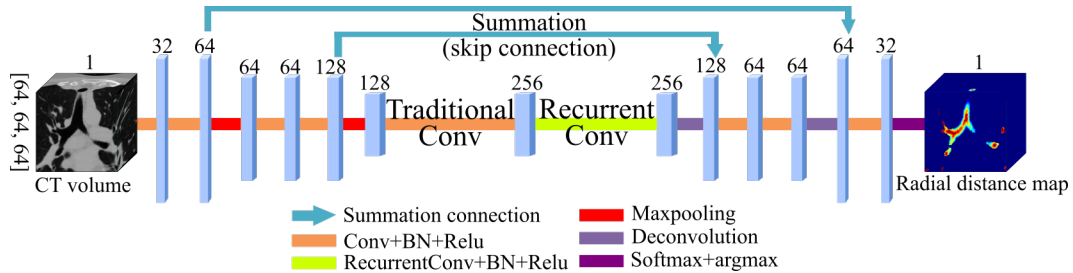 Summation
(skip connection)
1
32
64
64
64
128
128
256
256
128
64
64
64
32
1
[64, 64, 64]
Traditional
Conv
Recurrent
Conv
CT volume
Radial distance map
Summation connection
Conv+BN+Relu
RecurrentConv+BN+Relu
Maxpooling
Deconvolution
Softmax+argmax